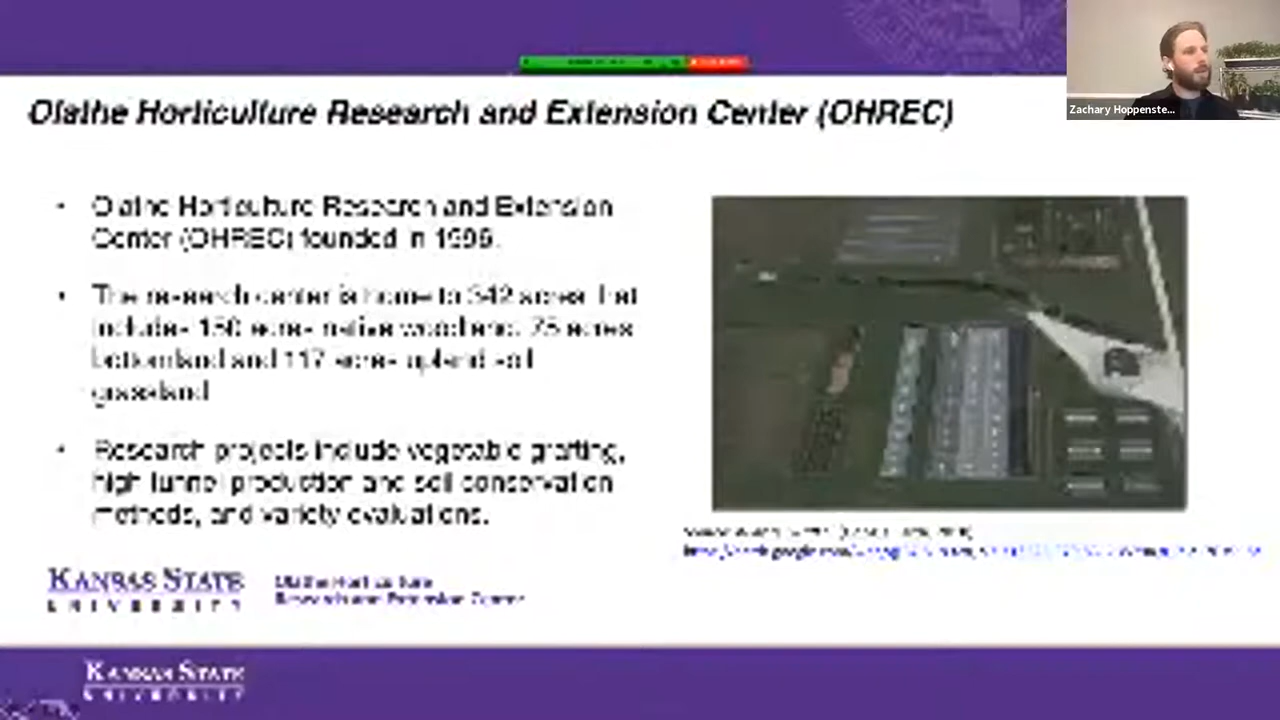 Zachary Hoppenste...
Olathe Horticulture Research and Extension Center (OHREC)
• Olathe Horticulture Research and Extension
Center (OHREC) founded in 1996.
• The research center is home to 342 acres that
includes 150 acres native woodland, 75 acres
bottomland and 117 acres upland soil
grassland
• Research projects include vegetable grafting,
high tunnel production and soil conservation
methods, and variety evaluations.
KANSAS STATE
UNIVERSITY
Olathe Horticulture
Research and Extension Center
KANSAS STATE
UNIVERSITY